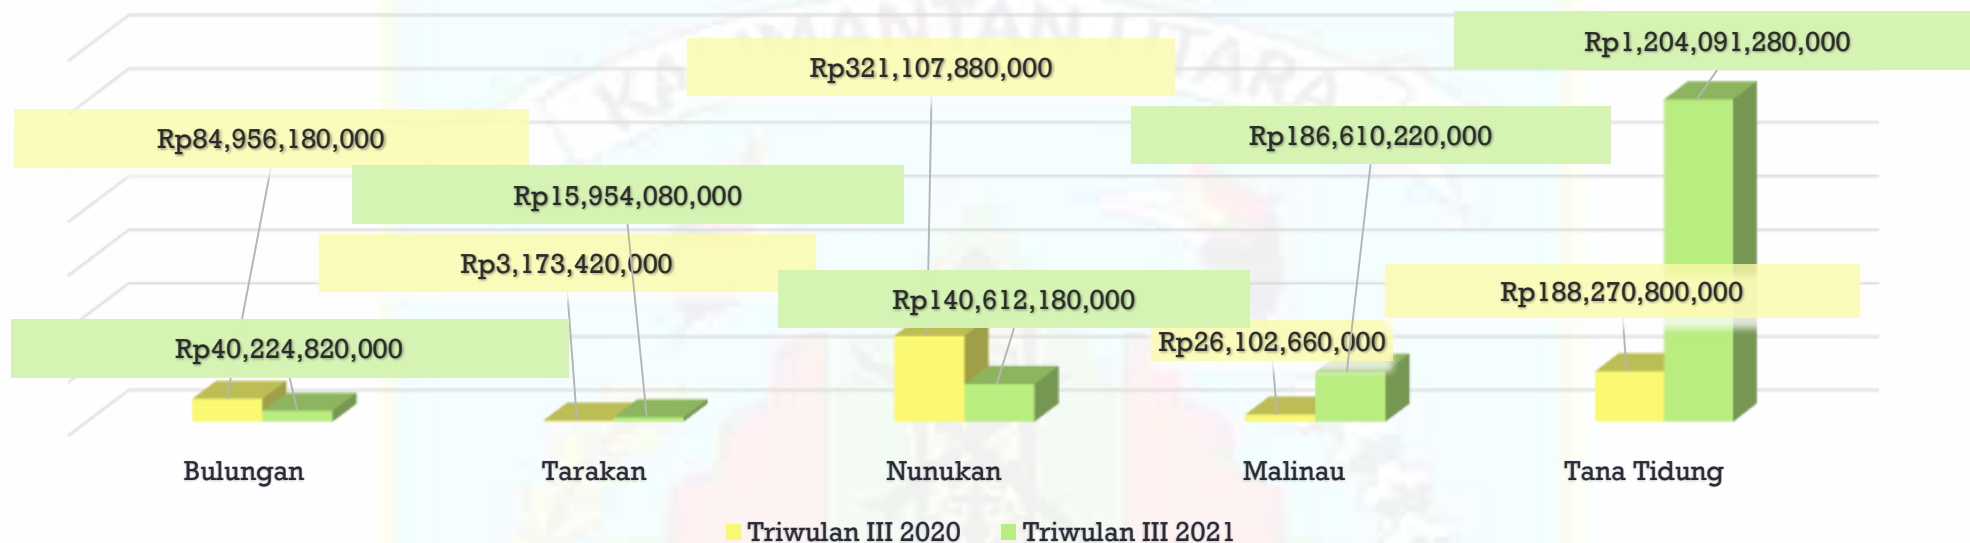 KALIMANTAN UTARA
Rp1,204,091,280,000
Rp321,107,880,000
Rp84,956,180,000
Rp186,610,220,000
Rp15,954,080,000
Rp3,173,420,000
Rp188,270,800,000
Rp140,612,180,000
Rp26,102,660,000
Rp40,224,820,000
Bulungan
Tarakan
Nunukan
Malinau
Tana Tidung
Triwulan III 2020
Triwulan III 2021